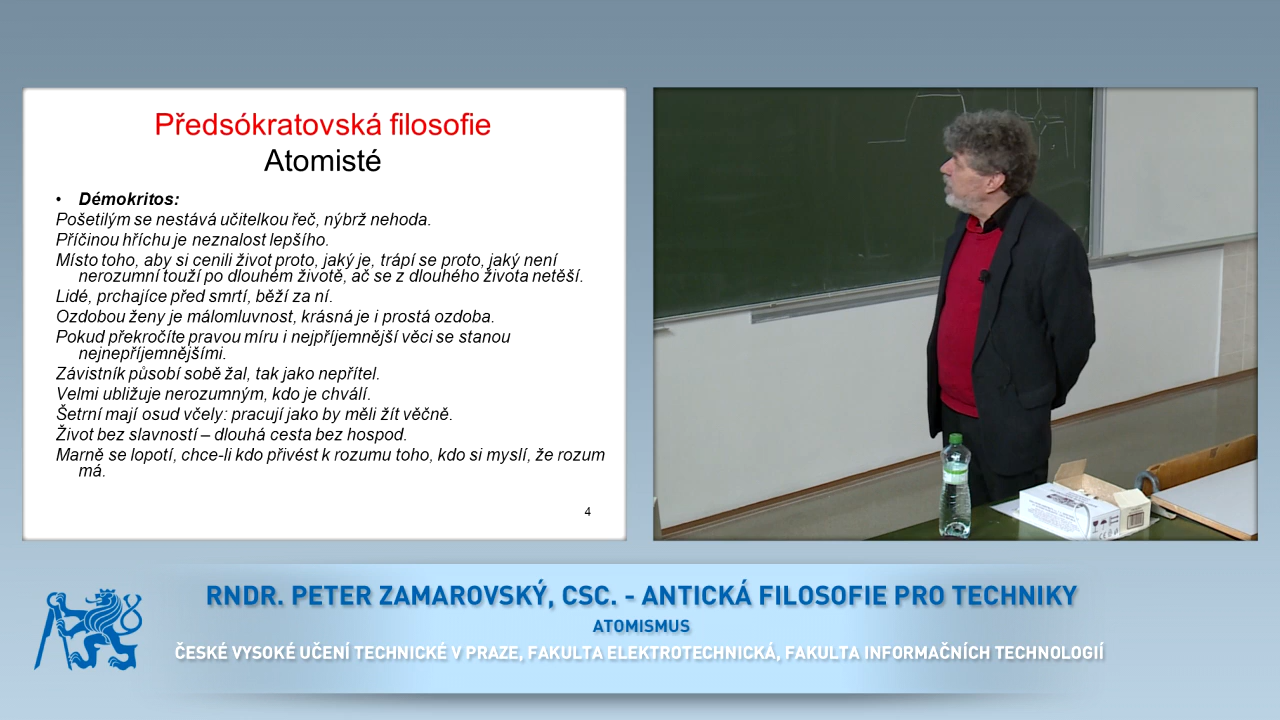 Předsókratovská filosofie
Atomisté
• Démokritos:
Pošetilým se nestává učitelkou řeč, nýbrž nehoda.
Příčinou hříchu je neznalost lepšího.
Místo toho, aby si cenili život proto, jaký je, trápí se proto, jaký není
nerozumní touží po dlouhém životě, ač se z dlouhého života netěší.
Lidé, prchajíce před smrtí, běží za ní.
Ozdobou ženy je málomluvnost, krásná je i prostá ozdoba.
Pokud překročíte pravou míru i nejpříjemnější věci se stanou
nejnepříjemnějšími.
Závistník působí sobě žal, tak jako nepřítel.
Velmi ubližuje nerozumným, kdo je chválí.
Šetrní mají osud včely: pracují jako by měli žít věčně.
Život bez slavností – dlouhá cesta bez hospod.
Marně se lopotí, chce-li kdo přivést k rozumu toho, kdo si myslí, že rozum
má.
4
RNDR. PETER ZAMAROVSKÝ, CSC. - ANTICKÁ FILOSOFIE PRO TECHNIKY
ATOMISMUS
ČESKÉ VYSOKÉ UČENÍ TECHNICKÉ V PRAZE, FAKULTA ELEKTROTECHNICKÁ, FAKULTA INFORMAČNÍCH TECHNOLOGIÍ